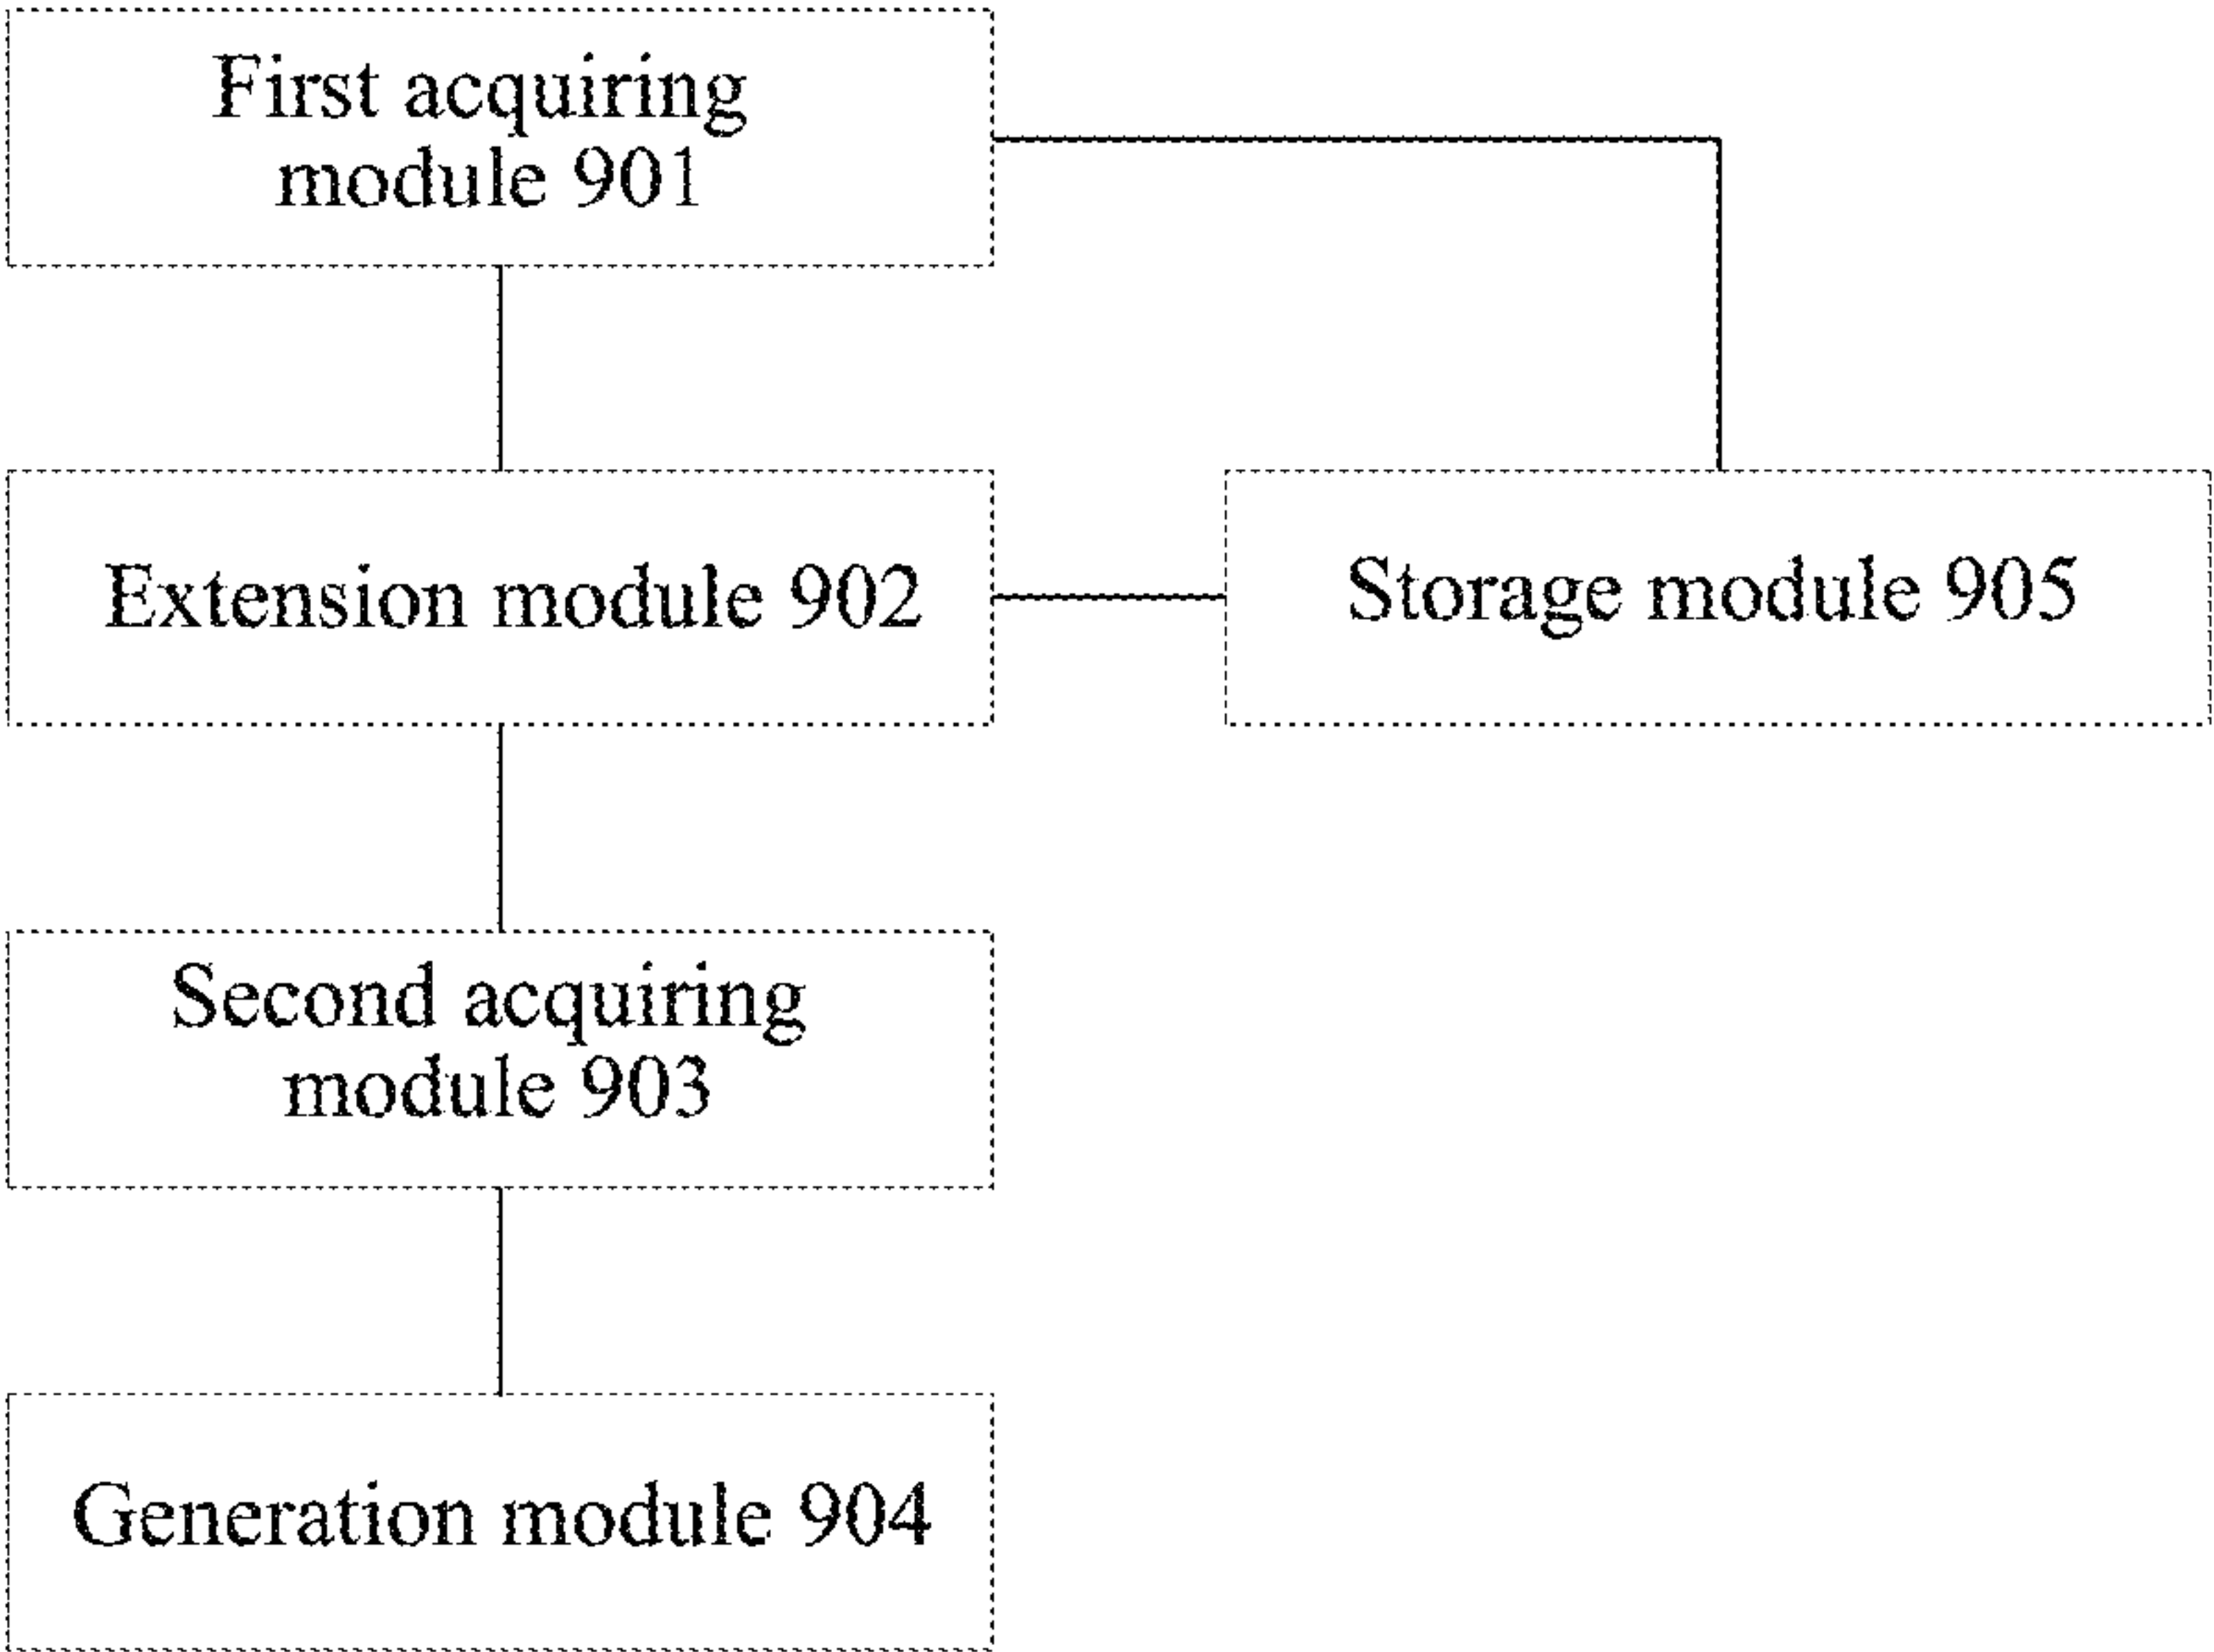 First acquiring
module 901
Extension module 902
Storage module 905
Second acquiring
module 903
Generation module 904